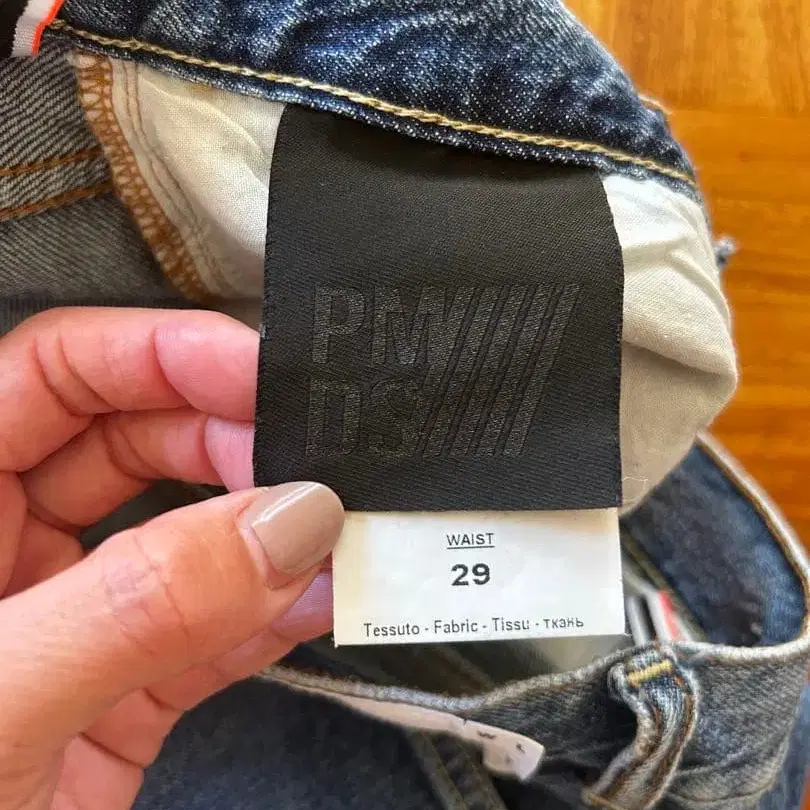 PM
DS
WAIST
29
Tessuto - Fabric - Tissu - ткань